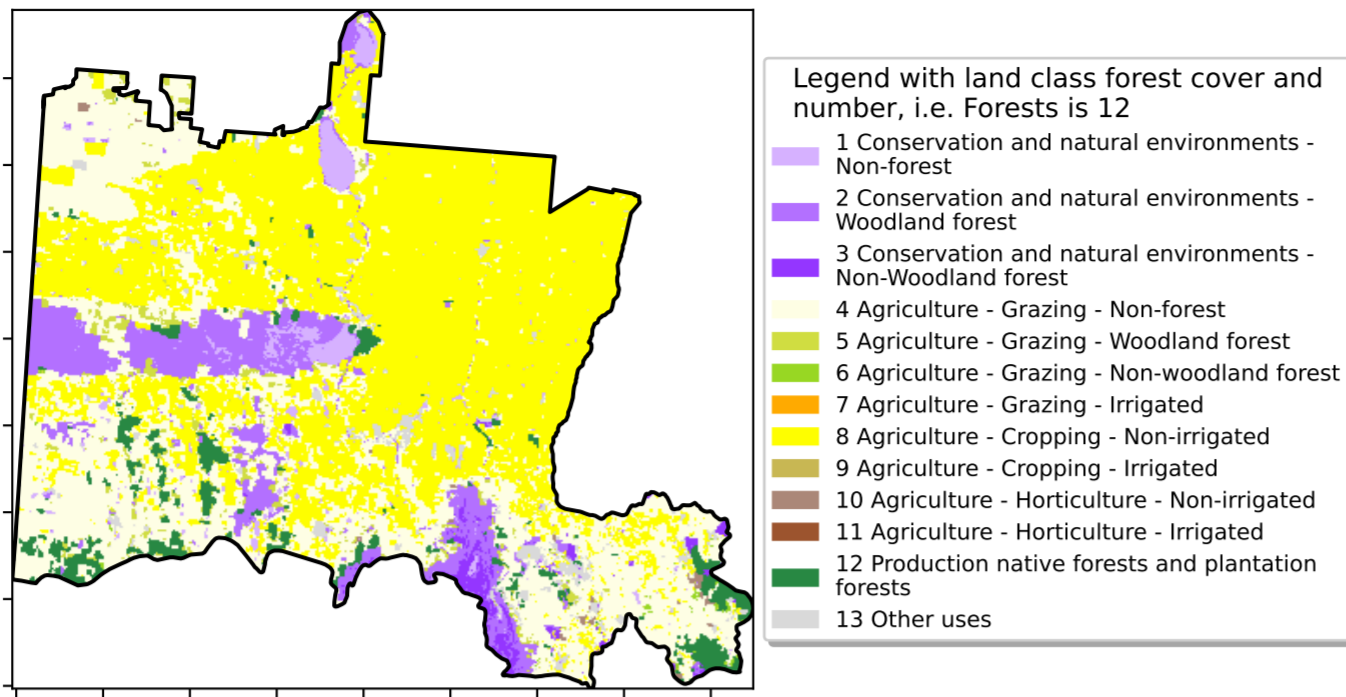 Legend with land class forest cover and
number, i.e. Forests is 12
1 Conservation and natural environments -
Non-forest
2 Conservation and natural environments -
Woodland forest
3 Conservation and natural environments -
Non-Woodland forest
4 Agriculture - Grazing - Non-forest
5 Agriculture - Grazing - Woodland forest
6 Agriculture - Grazing - Non-woodland forest
7 Agriculture - Grazing - Irrigated
8 Agriculture - Cropping - Non-irrigated
9 Agriculture - Cropping - Irrigated
10 Agriculture - Horticulture - Non-irrigated
11 Agriculture - Horticulture - Irrigated
12 Production native forests and plantation
forests
13 Other uses